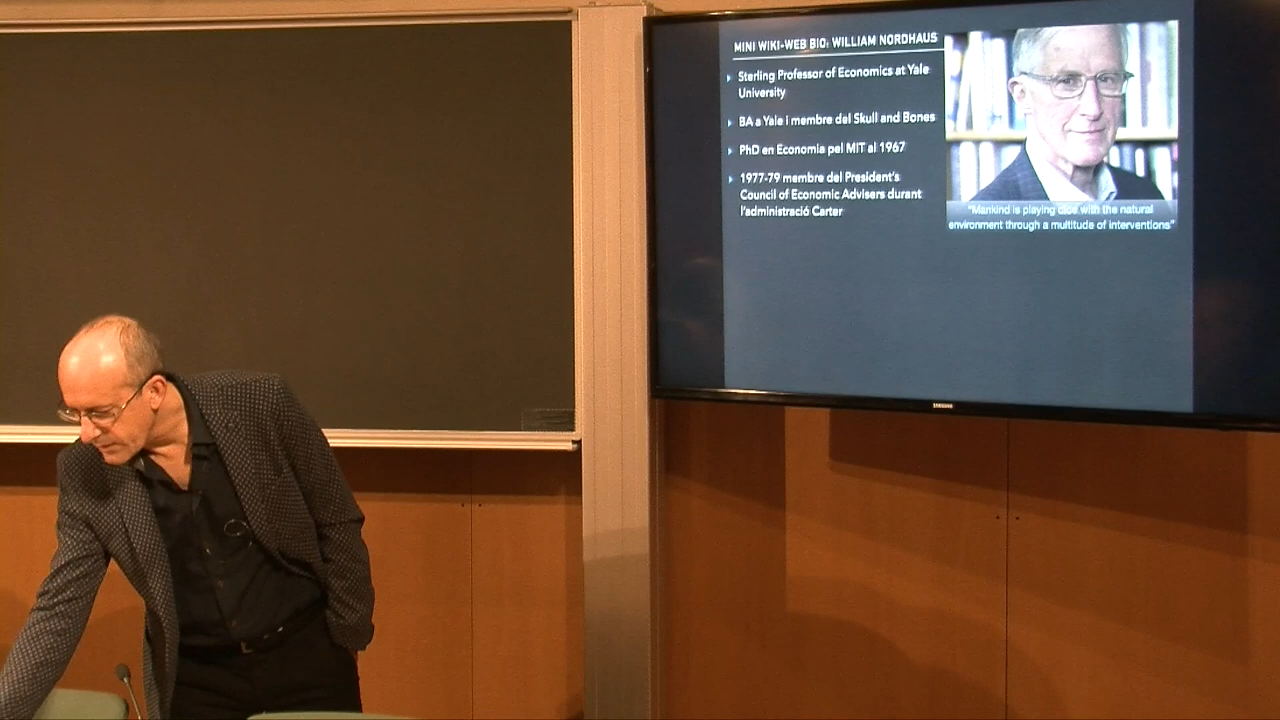 MINI WIKI-WEB BIO: WILLIAM NORDHAUS
Sterling Professor of Economics at Yale
University
BA a Yale i membre del Skull and Bones
PhD en Economia pel MIT al 1967
1977-79 membre del President's
Council of Economic Advisers durant
l'administració Carter
"Mankind is playing dice with the natural
environment through a multitude of interventions"
SAMSUNG